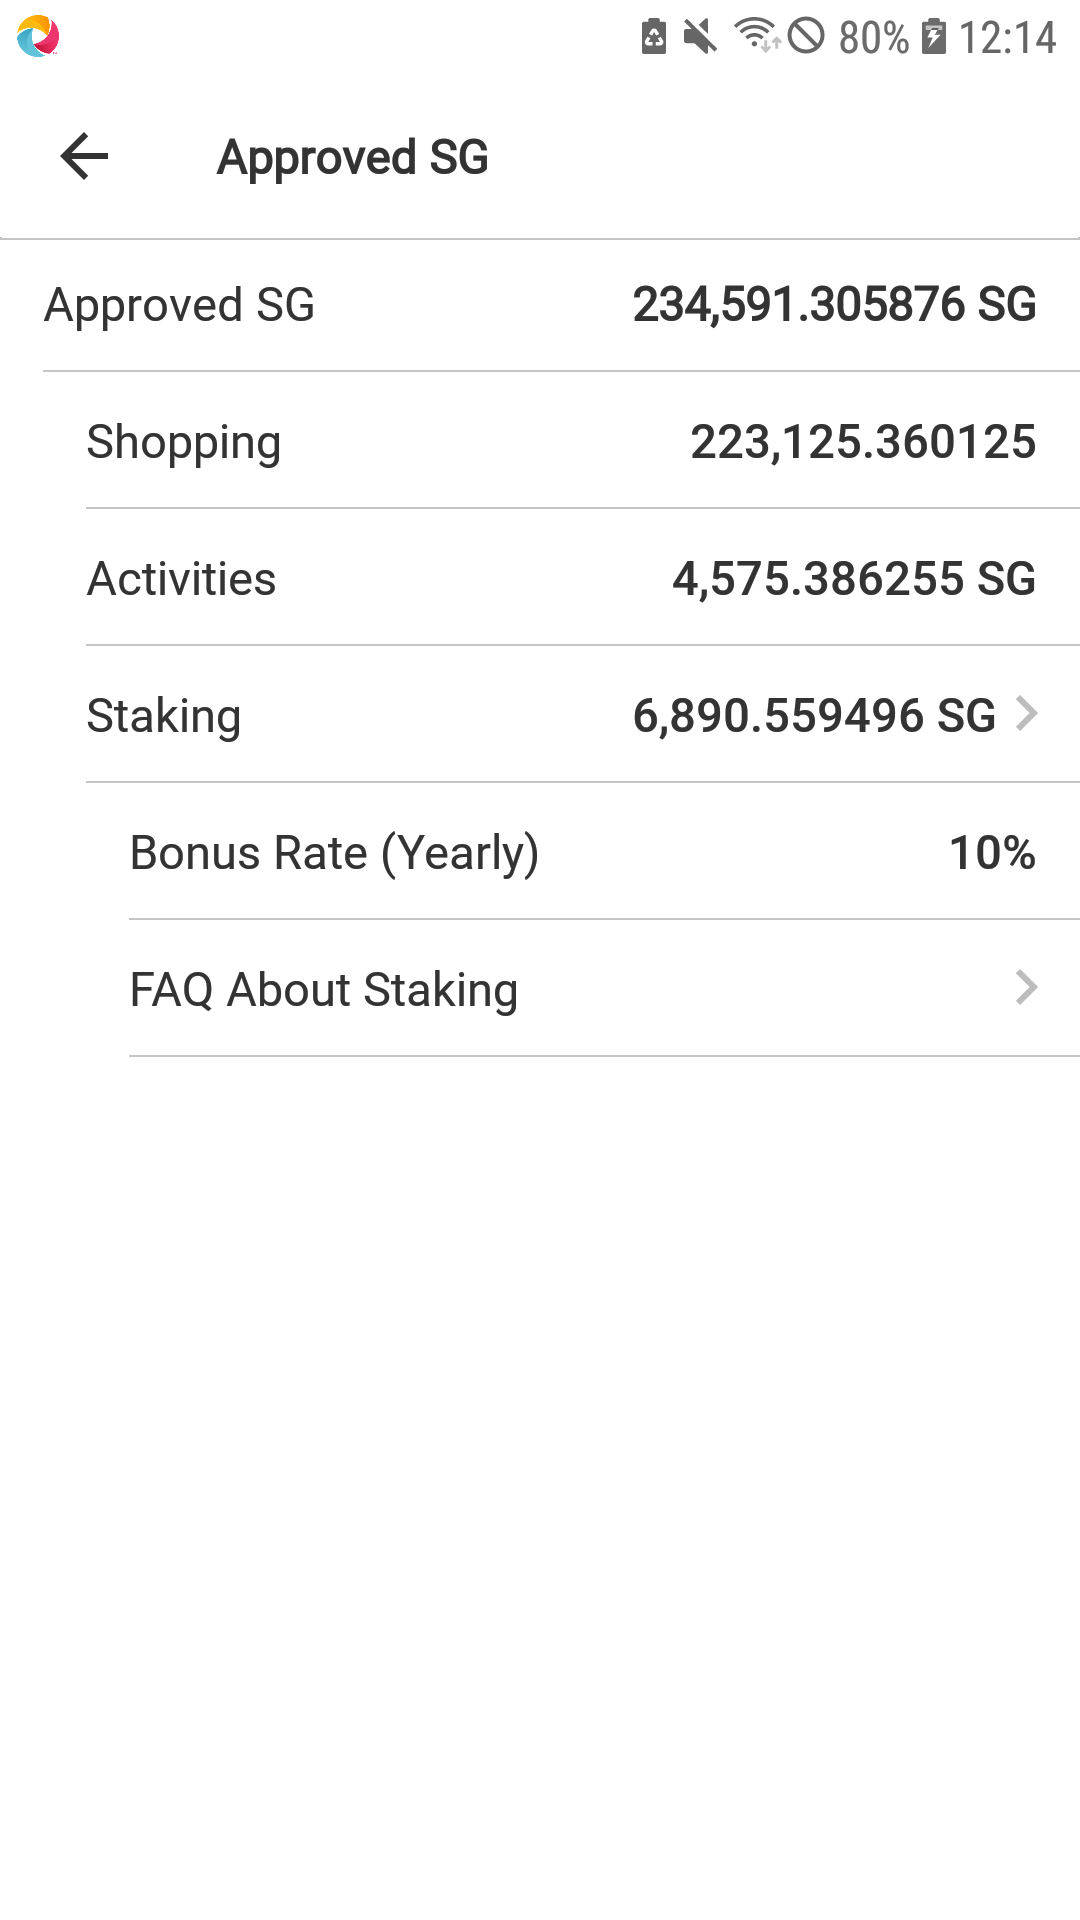 80% 12:14
Approved SG
Approved SG 234,591.305876 SG
Shopping 223,125.360125
Activities 4,575.386255 SG
Staking 6,890.559496 SG
Bonus Rate (Yearly) 10%
FAQ About Staking